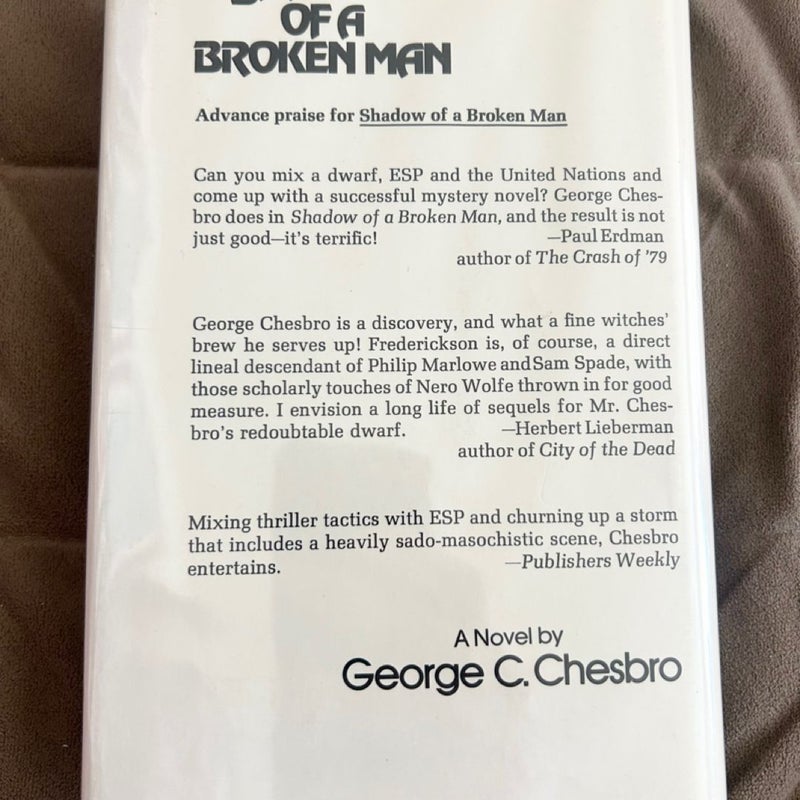 OF A
BROKEN MAN
Advance praise for Shadow of a Broken Man
Can you mix a dwarf, ESP and the United Nations and
come up with a successful mystery novel? George Ches-
bro does in Shadow of a Broken Man, and the result is not
just good—it's terrific! —Paul Erdman
author of The Crash of '79
George Chesbro is a discovery, and what a fine witches'
brew he serves up! Frederickson is, of course, a direct
lineal descendant of Philip Marlowe and Sam Spade, with
those scholarly touches of Nero Wolfe thrown in for good
measure. I envision a long life of sequels for Mr. Ches-
bro's redoubtable dwarf. —Herbert Lieberman
author of City of the Dead
Mixing thriller tactics with ESP and churning up a storm
that includes a heavily sado-masochistic scene, Chesbro
entertains. —Publishers Weekly
A Novel by
George C. Chesbro